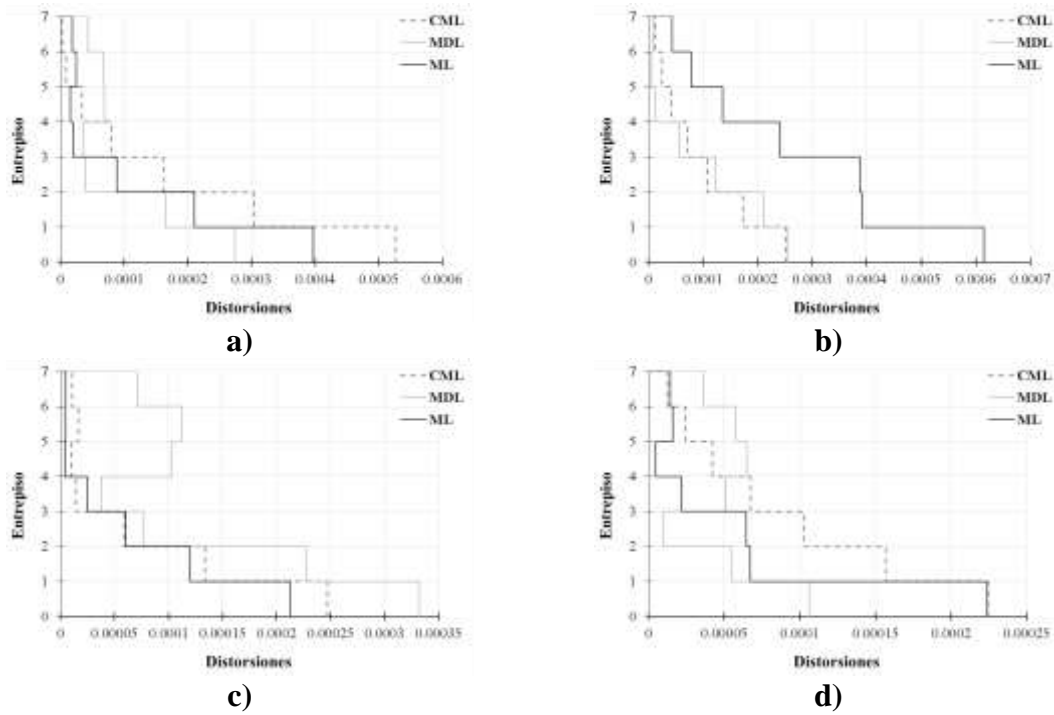 CML
MDL
ML
Entrepiso
7
6
5
4
3
2
1
0
0 0.0001 0.0002 0.0003 0.0004 0.0005 0.0006
Distorsiones
a)
CML
MDL
ML
Entrepiso
7
6
5
4
3
2
1
0
0 0.0001 0.0002 0.0003 0.0004 0.0005 0.0006 0.0007
Distorsiones
b)
CML
MDL
ML
Entrepiso
7
6
5
4
3
2
1
0
0 0.00005 0.0001 0.00015 0.0002 0.00025 0.0003 0.00035
Distorsiones
c)
CML
MDL
ML
Entrepiso
7
6
5
4
3
2
1
0
0 0.00005 0.0001 0.00015 0.0002 0.00025
Distorsiones
d)